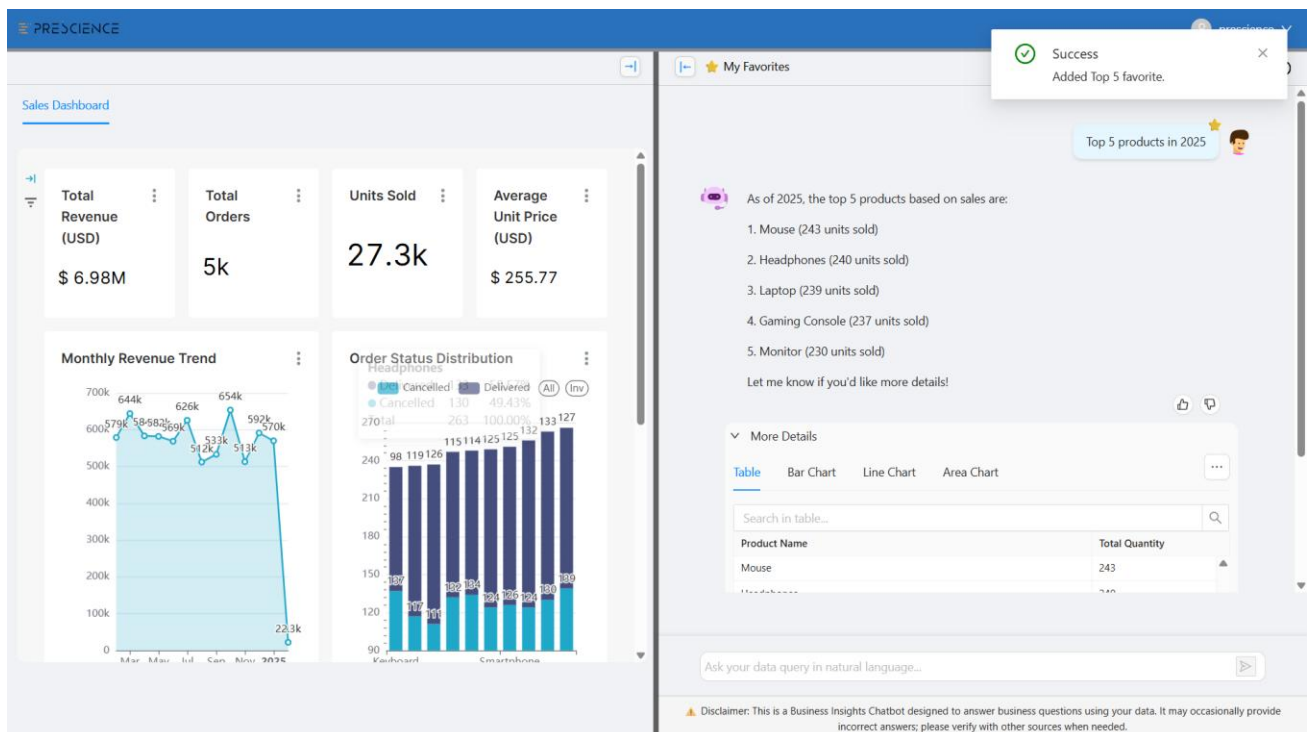 PRESCIENCE
prescience
Success
Added Top 5 favorite.
My Favorites
Sales Dashboard
Total Revenue (USD)
$ 6.98M
Total Orders
5k
Units Sold
27.3k
Average Unit Price (USD)
$ 255.77
Monthly Revenue Trend
700k
600k
500k
400k
300k
200k
100k
0
579k
644k
582k
569k
626k
512k
533k
654k
513k
592k
570k
Mar May Jul Sep Nov 2025
Order Status Distribution
Headphones
Cancelled
Delivered
All
Inv
Cancelled 130 49.43%
263 100.00%
270
240
210
180
150
120
90
98 119 126 115 114 125 125 132 133 127
137 117 111 132 134 124 126 124 130 139
Keyboard Smartphone
Top 5 products in 2025
As of 2025, the top 5 products based on sales are:
1. Mouse (243 units sold)
2. Headphones (240 units sold)
3. Laptop (239 units sold)
4. Gaming Console (237 units sold)
5. Monitor (230 units sold)
Let me know if you'd like more details!
More Details
Table Bar Chart Line Chart Area Chart
Search in table...
Product Name Total Quantity
Mouse 243
Ask your data query in natural language...
Disclaimer: This is a Business Insights Chatbot designed to answer business questions using your data. It may occasionally provide
incorrect answers; please verify with other sources when needed.